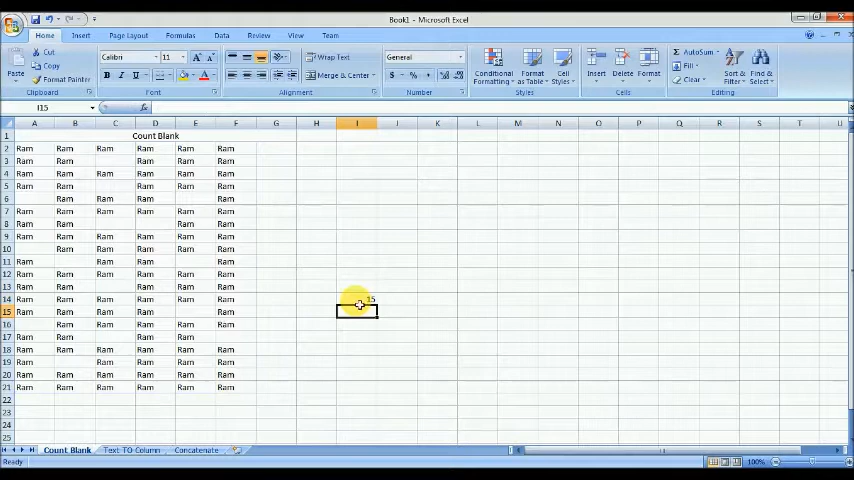 Book1 - Microsoft Excel
Home Insert Page Layout Formulas Data Review View Team
Paste
Cut
Copy
Format Painter
Clipboard
Calibri 11
B I U
Font
Wrap Text
Merge & Center
Alignment
General
$ % ,
Number
Conditional Formatting
Format as Table
Cell Styles
Styles
Insert Delete Format
Cells
AutoSum
Fill
Clear
Sort & Filter
Find & Select
Editing
I15 fx
A B C D E F G H I J K L M N O P Q R S T U
1 Count Blank
2 Ram Ram Ram Ram Ram Ram
3 Ram Ram Ram Ram Ram
4 Ram Ram Ram Ram Ram Ram
5 Ram Ram Ram Ram Ram
6 Ram Ram Ram Ram
7 Ram Ram Ram Ram Ram Ram
8 Ram Ram Ram Ram
9 Ram Ram Ram Ram Ram Ram
10 Ram Ram Ram Ram Ram
11 Ram Ram Ram Ram
12 Ram Ram Ram Ram Ram Ram
13 Ram Ram Ram Ram Ram
14 Ram Ram Ram Ram Ram Ram 15
15 Ram Ram Ram Ram Ram
16 Ram Ram Ram Ram Ram
17 Ram Ram Ram Ram
18 Ram Ram Ram Ram Ram Ram
19 Ram Ram Ram Ram Ram
20 Ram Ram Ram Ram Ram Ram
21 Ram Ram Ram Ram Ram Ram
22
23
24
25
Count Blank Text TO Column Concatenate
Ready 100%